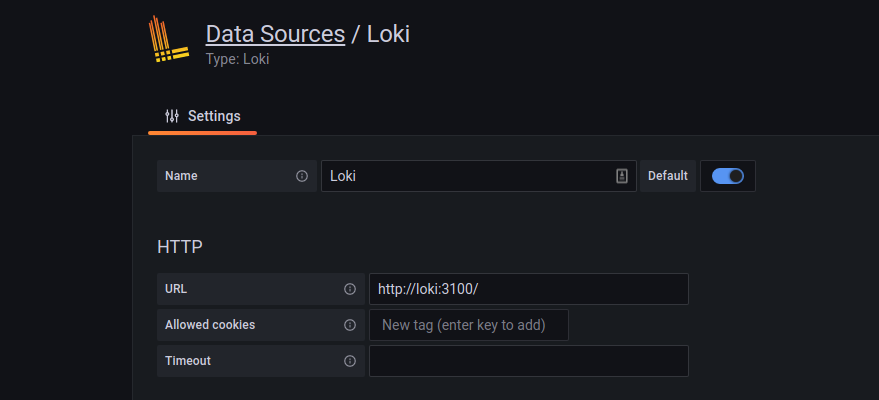 Data Sources / Loki
Type: Loki
Settings
Name Loki Default
HTTP
URL http://loki:3100/
Allowed cookies New tag (enter key to add)
Timeout